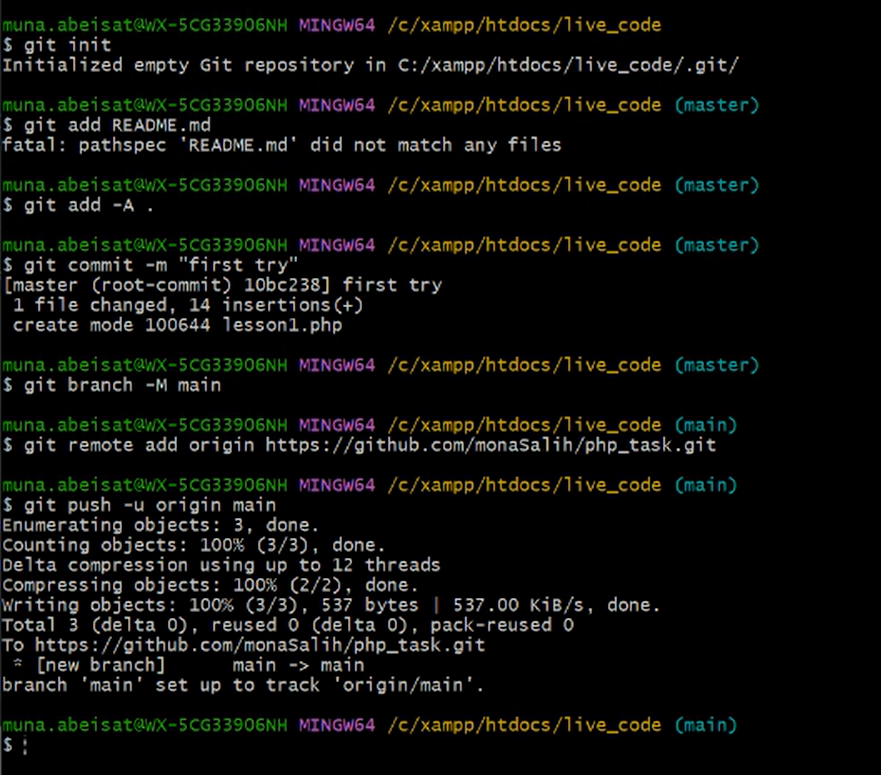 muna.abeisat@WX-5CG33906NH MINGW64 /c/xampp/htdocs/live_code
$ git init
Initialized empty Git repository in C:/xampp/htdocs/live_code/.git/
muna.abeisat@WX-5CG33906NH MINGW64 /c/xampp/htdocs/live_code (master)
$ git add README.md
fatal: pathspec 'README.md' did not match any files
muna.abeisat@WX-5CG33906NH MINGW64 /c/xampp/htdocs/live_code (master)
$ git add -A .
muna.abeisat@WX-5CG33906NH MINGW64 /c/xampp/htdocs/live_code (master)
$ git commit -m "first try"
[master (root-commit) 10bc238] first try
 1 file changed, 14 insertions(+)
 create mode 100644 lesson1.php
muna.abeisat@WX-5CG33906NH MINGW64 /c/xampp/htdocs/live_code (master)
$ git branch -M main
muna.abeisat@WX-5CG33906NH MINGW64 /c/xampp/htdocs/live_code (main)
$ git remote add origin https://github.com/monaSalih/php_task.git
muna.abeisat@WX-5CG33906NH MINGW64 /c/xampp/htdocs/live_code (main)
$ git push -u origin main
Enumerating objects: 3, done.
Counting objects: 100% (3/3), done.
Delta compression using up to 12 threads
Compressing objects: 100% (2/2), done.
Writing objects: 100% (3/3), 537 bytes | 537.00 KiB/s, done.
Total 3 (delta 0), reused 0 (delta 0), pack-reused 0
To https://github.com/monaSalih/php_task.git
 * [new branch]      main -> main
branch 'main' set up to track 'origin/main'.
muna.abeisat@WX-5CG33906NH MINGW64 /c/xampp/htdocs/live_code (main)
$